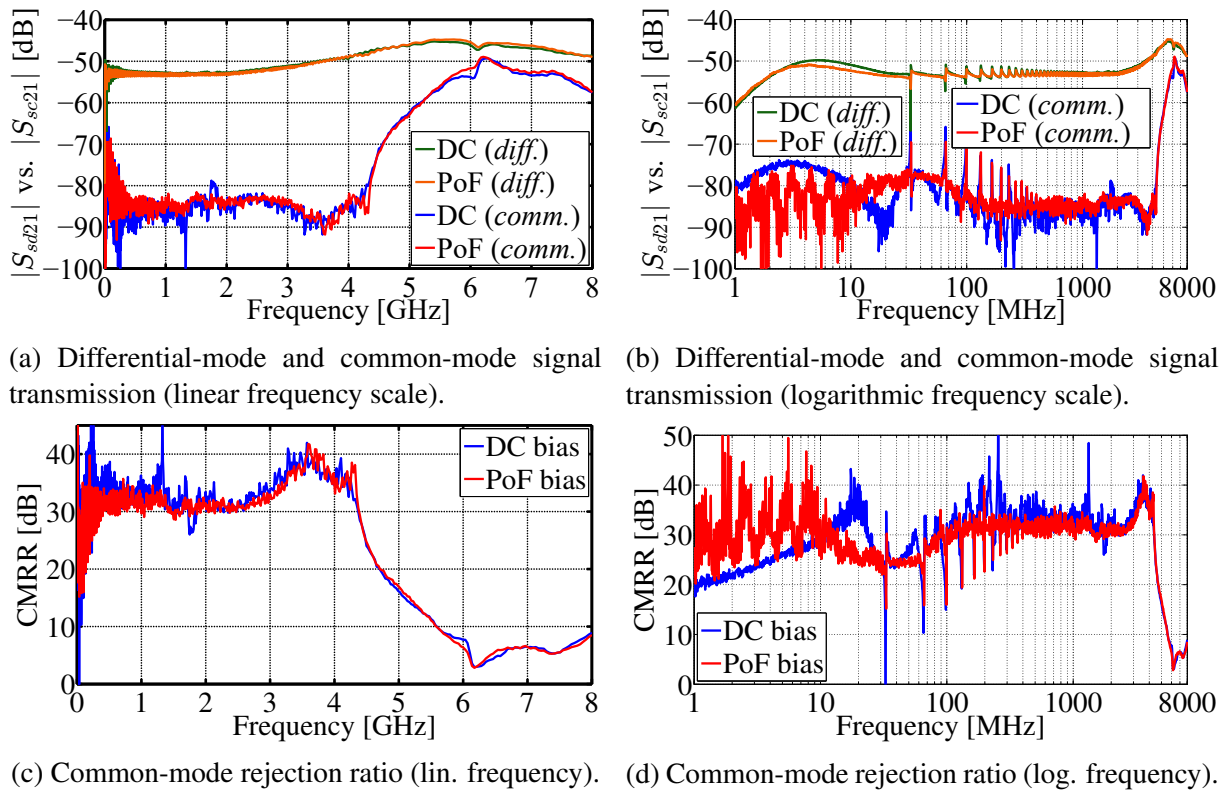 |S_sd21| vs. |S_sc21| [dB]
−40
−50
−60
−70
−80
−90
−100
DC (diff.)
PoF (diff.)
DC (comm.)
PoF (comm.)
0 1 2 3 4 5 6 7 8
Frequency [GHz]
(a) Differential-mode and common-mode signal
transmission (linear frequency scale).
|S_sd21| vs. |S_sc21| [dB]
−40
−50
−60
−70
−80
−90
−100
DC (diff.)
PoF (diff.)
DC (comm.)
PoF (comm.)
1 10 100 1000 8000
Frequency [MHz]
(b) Differential-mode and common-mode signal
transmission (logarithmic frequency scale).
CMRR [dB]
40
30
20
10
0
DC bias
PoF bias
0 1 2 3 4 5 6 7 8
Frequency [GHz]
(c) Common-mode rejection ratio (lin. frequency).
CMRR [dB]
50
40
30
20
10
0
DC bias
PoF bias
1 10 100 1000 8000
Frequency [MHz]
(d) Common-mode rejection ratio (log. frequency).